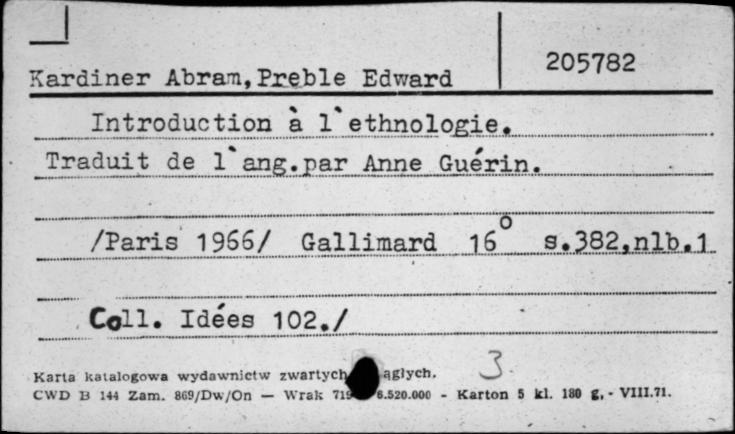 205782
Kardiner Abram,Preble Edward
Introduction à l`ethnologie.
Traduit de l`ang.par Anne Guérin.
/Paris 1966/ Gallimard 16° s.382,nlb.1
Coll. Idées 102./
3
Karta katalogowa wydawnictw zwartych ągłych.
CWD B 144 Zam. 869/Dw/On — Wrak 719 6.520.000 - Karton 5 kl. 180 g. - VIII.71.